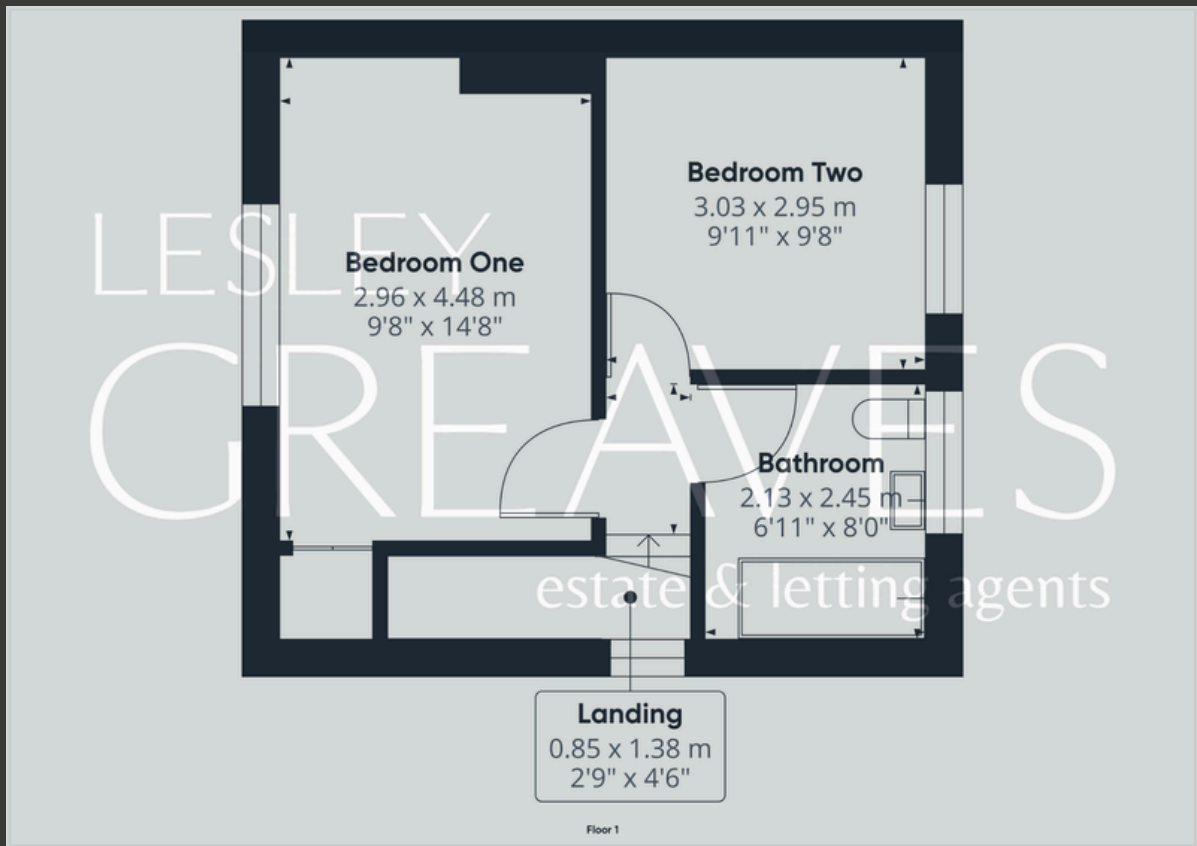 Bedroom Two
3.03 x 2.95 m
9'11" x 9'8"
LESLEY
Bedroom One
2.96 x 4.48 m
9'8" x 14'8"
GREAVES
Bathroom
2.13 x 2.45 m
6'11" x 8'0"
estate & letting agents
Landing
0.85 x 1.38 m
2'9" x 4'6"
Floor 1